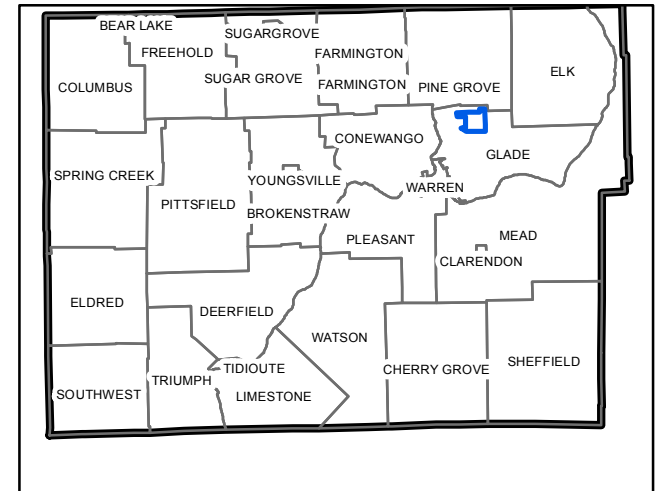 BEAR LAKE
SUGARGROVE
FREEHOLD
FARMINGTON
ELK
SUGAR GROVE
FARMINGTON
COLUMBUS
PINE GROVE
CONEWANGO
GLADE
SPRING CREEK
YOUNGSVILLE
WARREN
PITTSFIELD
BROKENSTRAW
MEAD
PLEASANT
CLARENDON
ELDRED
DEERFIELD
WATSON
SHEFFIELD
TIDIOUTE
CHERRY GROVE
TRIUMPH
SOUTHWEST
LIMESTONE